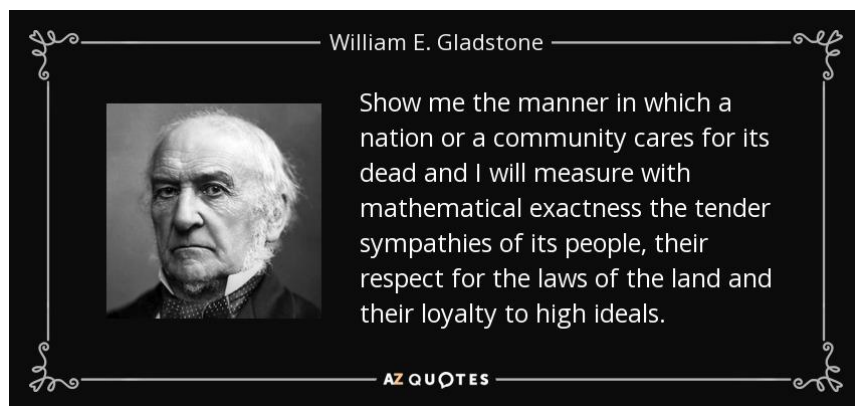 William E. Gladstone
Show me the manner in which a
nation or a community cares for its
dead and I will measure with
mathematical exactness the tender
sympathies of its people, their
respect for the laws of the land and
their loyalty to high ideals.
AZ QUOTES